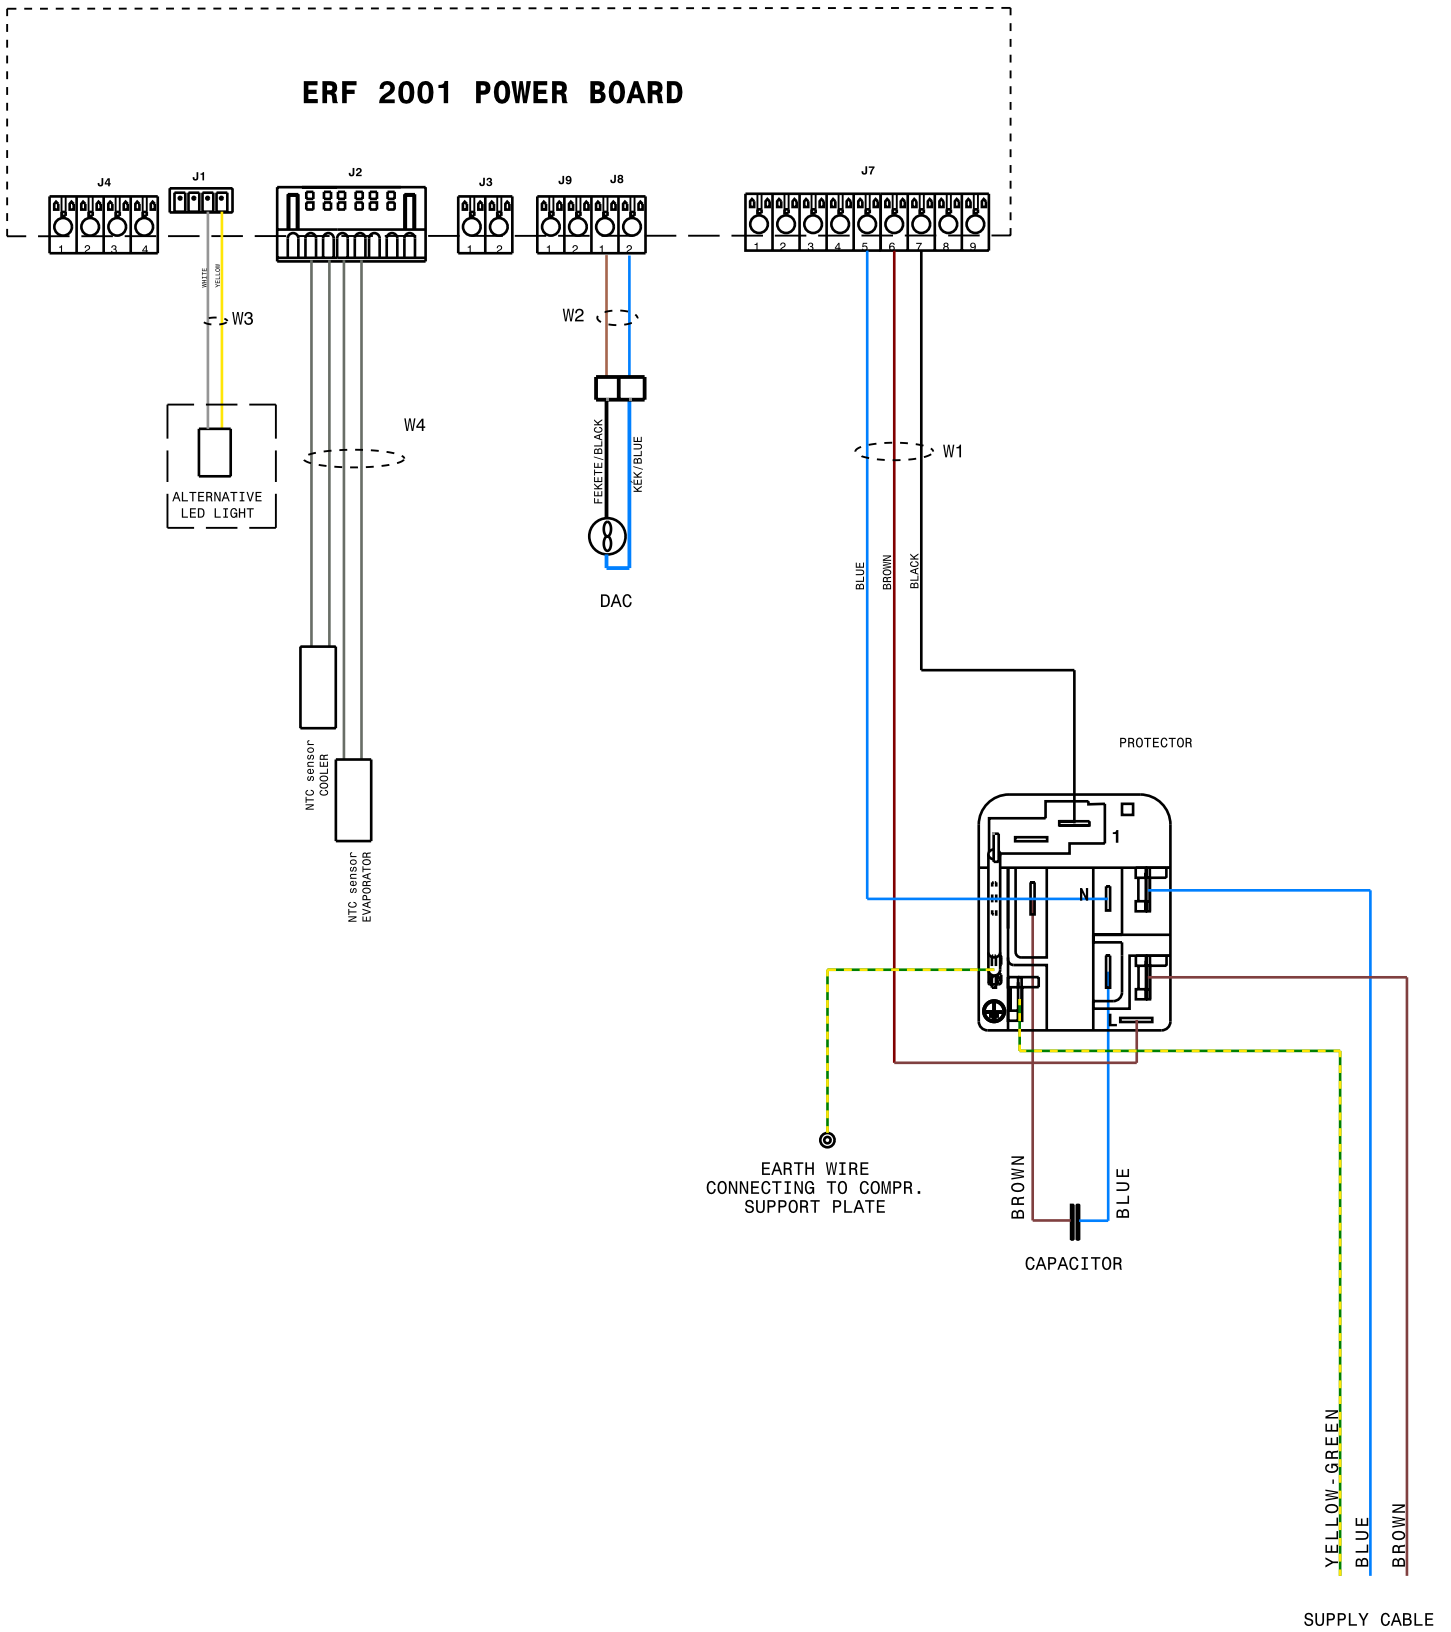 ERF 2001 POWER BOARD
J4
J1
J2
J3
J9
J8
J7
1 2 3 4
1 2
1 2
1 2
1 2 3 4 5 6 7 8 9
WHITE
YELLOW
W3
W2
W4
W1
ALTERNATIVE
LED LIGHT
FEKETE/BLACK
KÉK/BLUE
DAC
BLUE
BROWN
BLACK
NTC sensor
COOLER
NTC sensor
EVAPORATOR
PROTECTOR
1
N
L
EARTH WIRE
CONNECTING TO COMPR.
SUPPORT PLATE
BROWN
BLUE
CAPACITOR
YELLOW-GREEN
BLUE
BROWN
SUPPLY CABLE